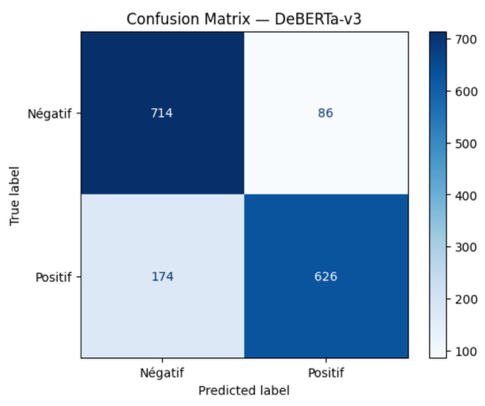 Confusion Matrix — DeBERTa-v3
True label
Négatif
714
86
Positif
174
626
Négatif
Positif
Predicted label
700
600
500
400
300
200
100